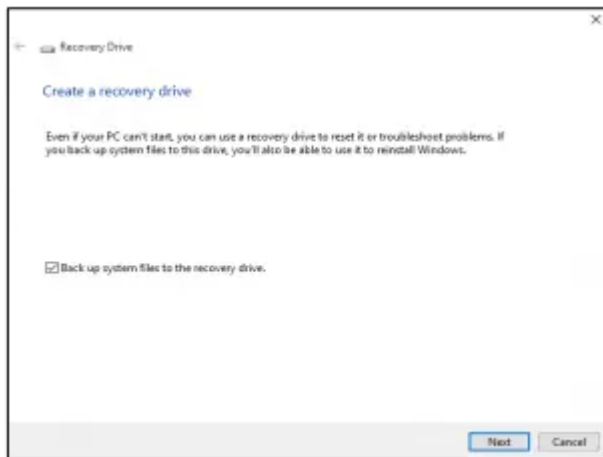 Recovery Drive
Create a recovery drive
Even if your PC can't start, you can use a recovery drive to reset it or troubleshoot problems. If
you back up system files to this drive, you'll also be able to use it to reinstall Windows.
Back up system files to the recovery drive.
Next Cancel